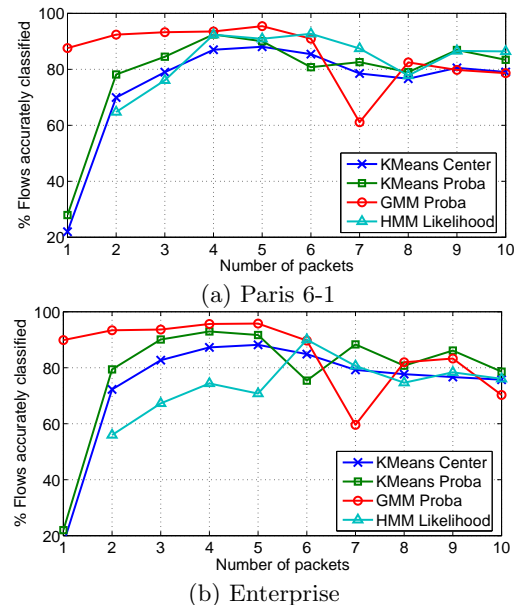 100
80
60
40
20
% Flows accurately classified
KMeans Center
KMeans Proba
GMM Proba
HMM Likelihood
1 2 3 4 5 6 7 8 9 10
Number of packets
(a) Paris 6-1
100
80
60
40
20
% Flows accurately classified
KMeans Center
KMeans Proba
GMM Proba
HMM Likelihood
1 2 3 4 5 6 7 8 9 10
Number of packets
(b) Enterprise